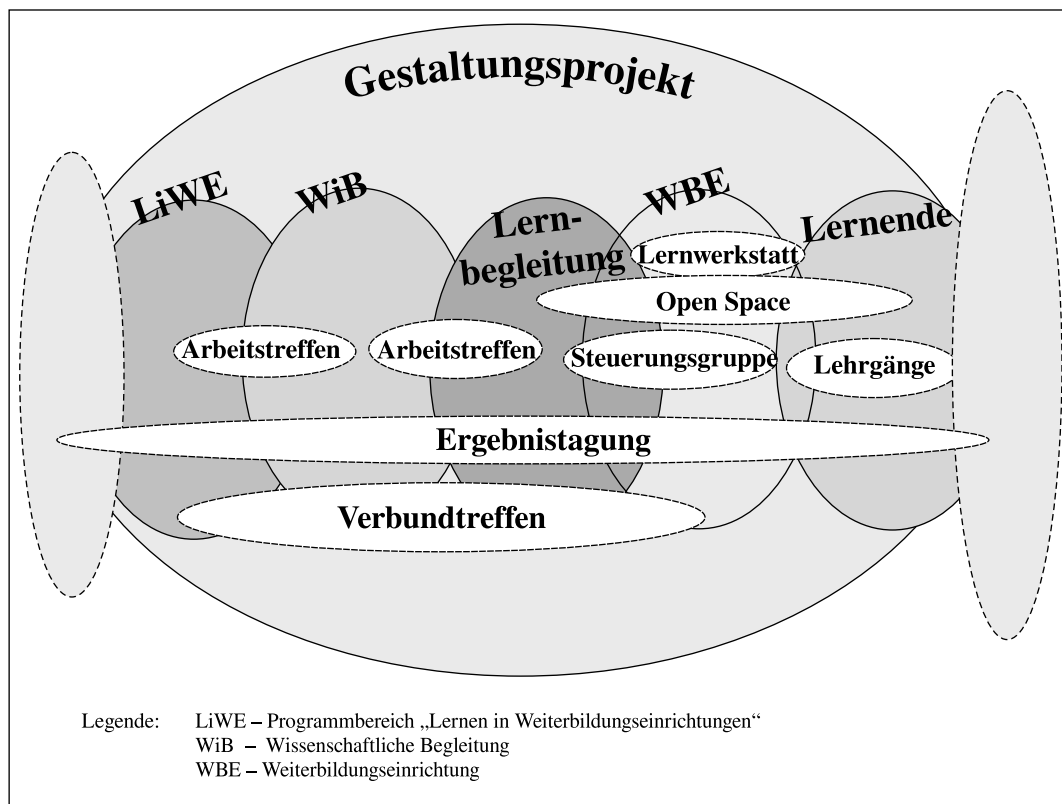 Gestaltungsprojekt
LiWE
WiB
Lern-
begleitung
WBE
Lernende
Lernwerkstatt
Open Space
Arbeitstreffen
Arbeitstreffen
Steuerungsgruppe
Lehrgänge
Ergebnistagung
Verbundtreffen
Legende: LiWE – Programmbereich „Lernen in Weiterbildungseinrichtungen“
WiB – Wissenschaftliche Begleitung
WBE – Weiterbildungseinrichtung